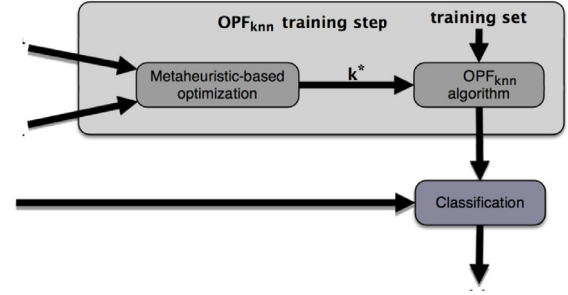 OPFknn training step
training set
Metaheuristic-based
optimization
k*
OPFknn
algorithm
Classification